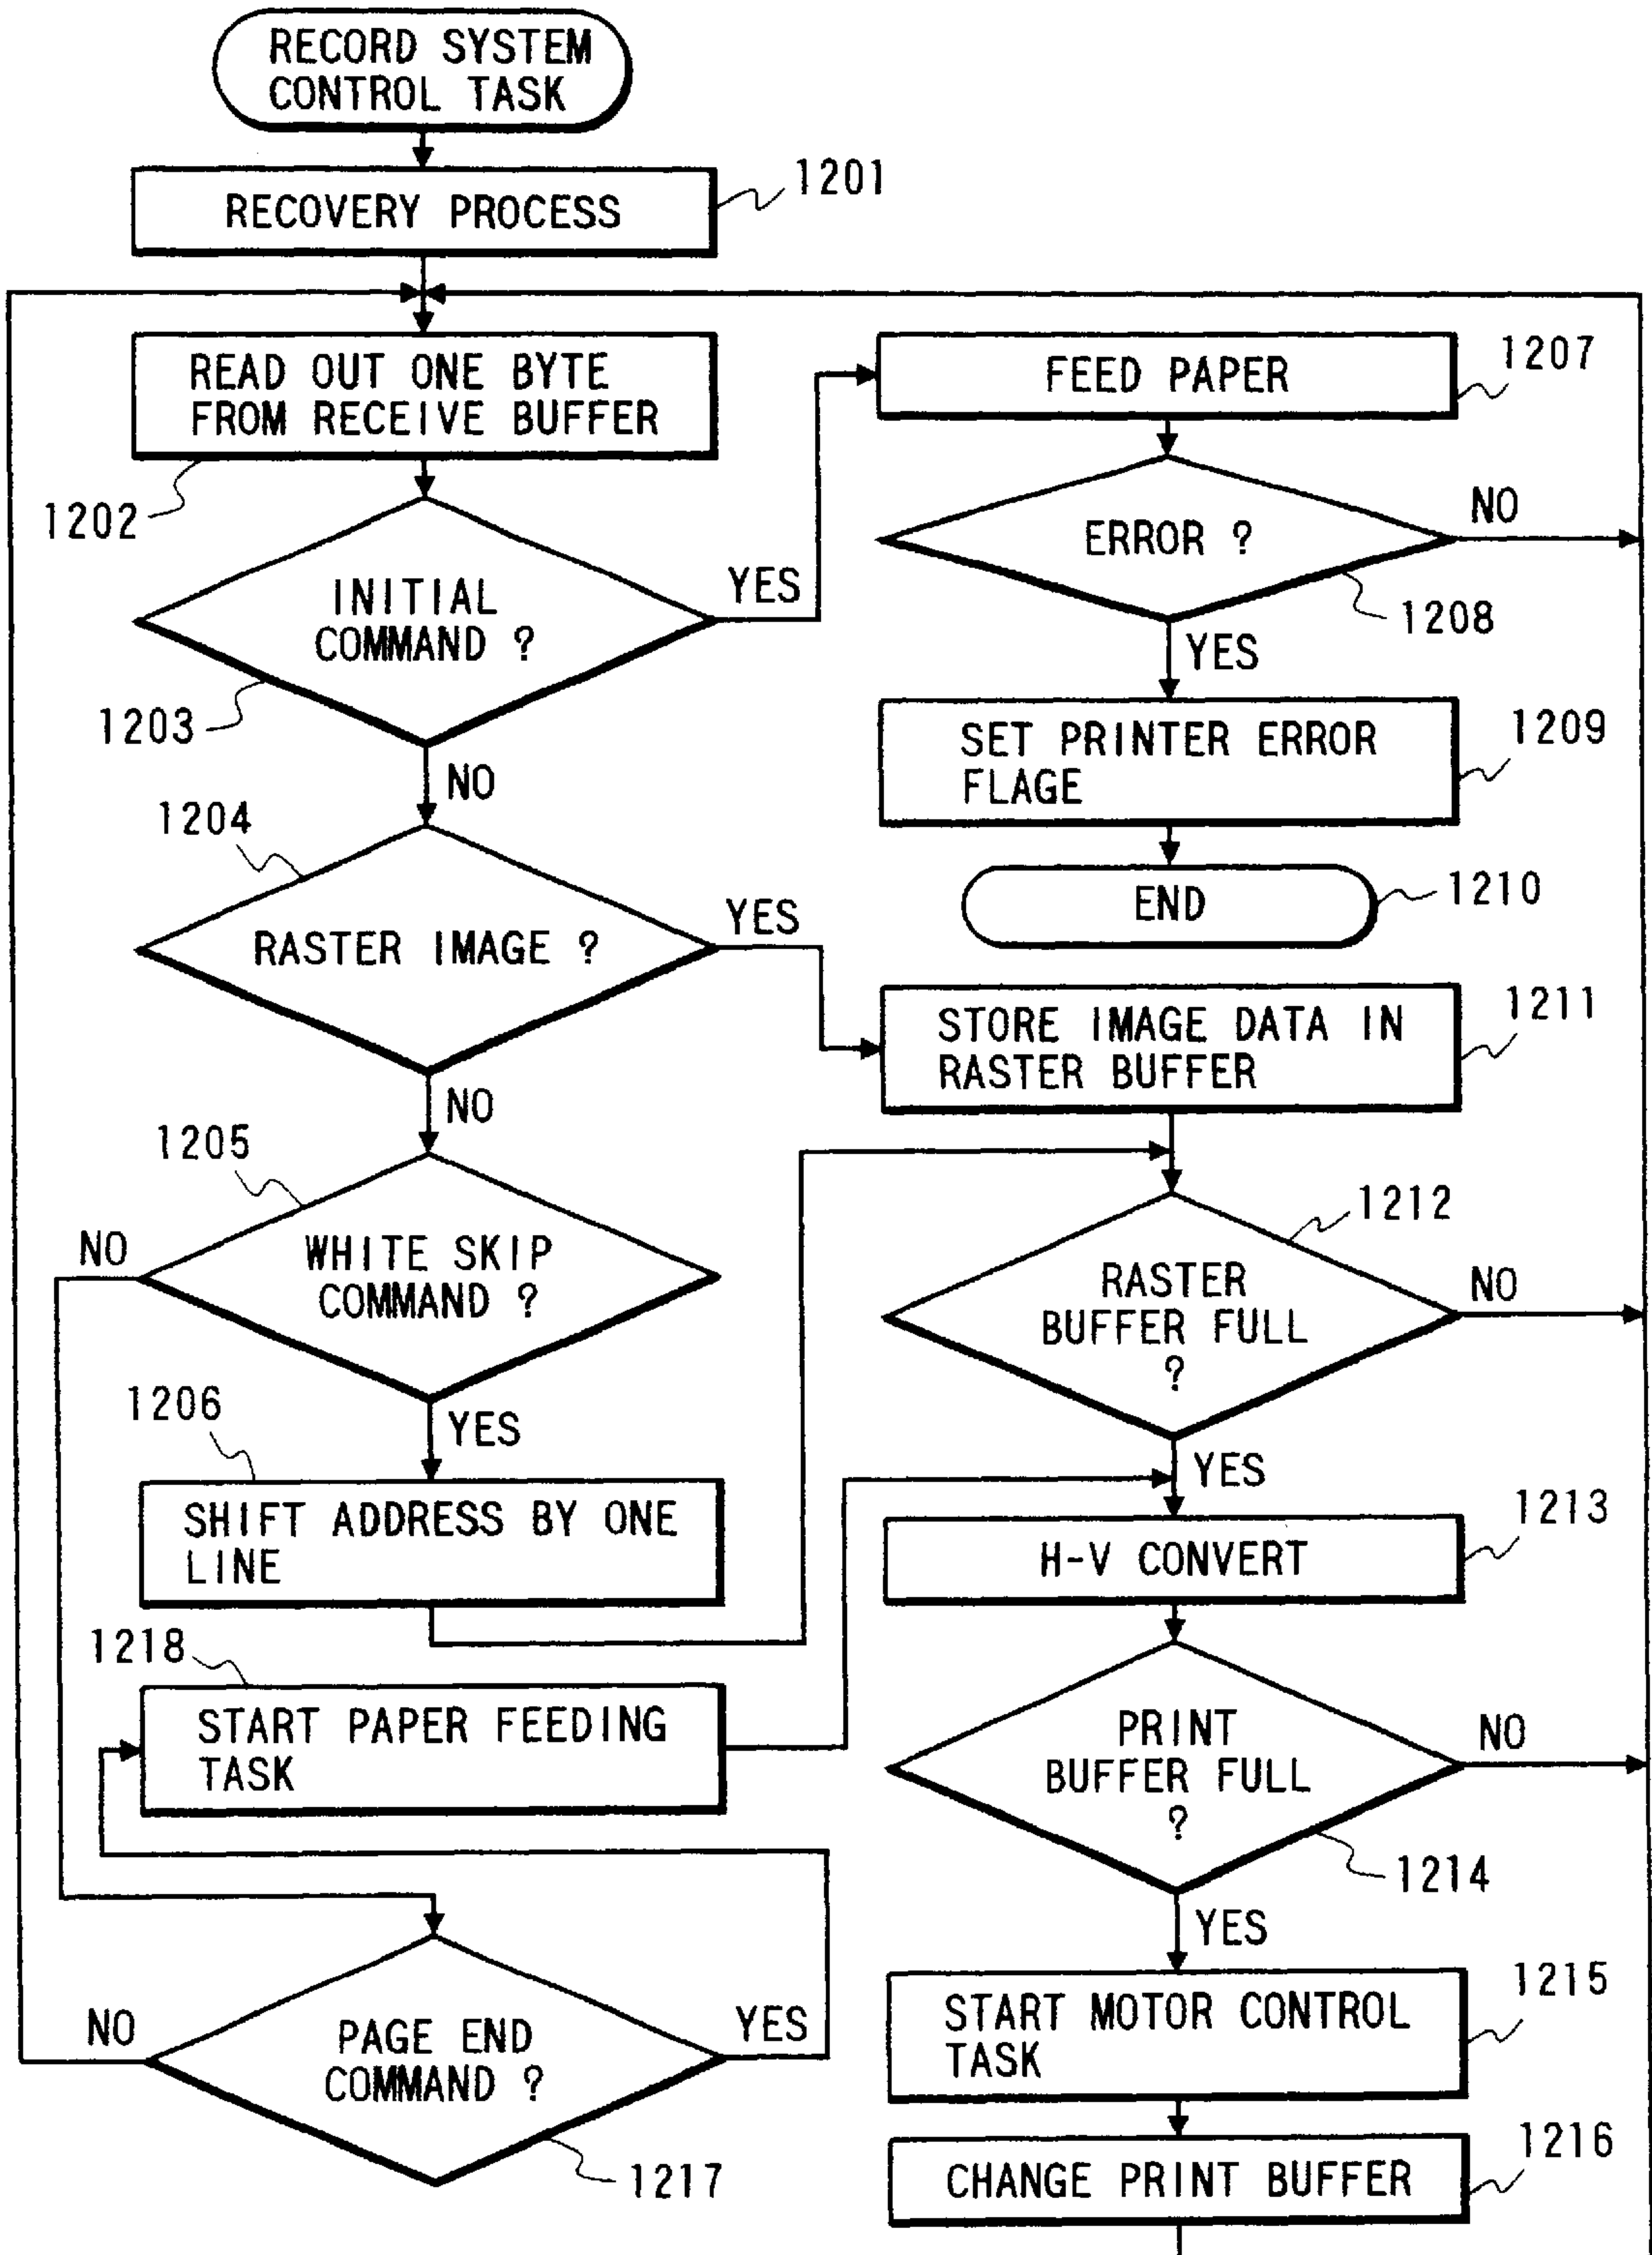 RECORD SYSTEM
CONTROL TASK
RECOVERY PROCESS
1201
READ OUT ONE BYTE
FROM RECEIVE BUFFER
1202
INITIAL
COMMAND ?
1203
YES
NO
1204
RASTER IMAGE ?
YES
NO
1205
WHITE SKIP
COMMAND ?
NO
YES
1206
SHIFT ADDRESS BY ONE
LINE
1218
START PAPER FEEDING
TASK
PAGE END
COMMAND ?
NO
YES
1217
FEED PAPER
1207
ERROR ?
NO
1208
YES
SET PRINTER ERROR
FLAGE
1209
END
1210
STORE IMAGE DATA IN
RASTER BUFFER
1211
1212
RASTER
BUFFER FULL
?
NO
YES
H-V CONVERT
1213
PRINT
BUFFER FULL
?
NO
1214
YES
START MOTOR CONTROL
TASK
1215
CHANGE PRINT BUFFER
1216